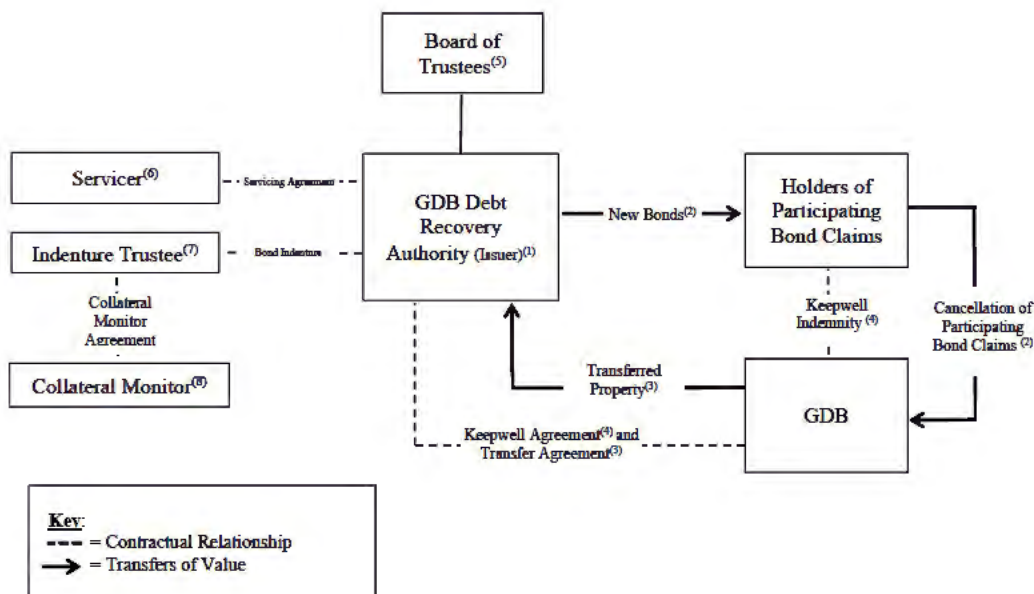 Board of
Trustees(5)
Servicer(6)
Servicing Agreement
GDB Debt
Recovery
Authority (Issuer)(1)
New Bonds(2)
Holders of
Participating
Bond Claims
Indenture Trustee(7)
Bond Indenture
Collateral
Monitor
Agreement
Keepwell
Indemnity (4)
Cancellation of
Participating
Bond Claims (2)
Collateral Monitor(8)
Transferred
Property(3)
GDB
Keepwell Agreement(4) and
Transfer Agreement(3)
Key:
= Contractual Relationship
= Transfers of Value